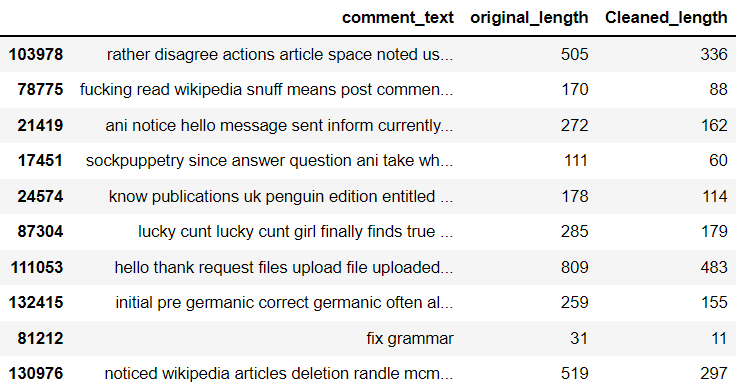 comment_text original_length Cleaned_length
103978 rather disagree actions article space noted us... 505 336
78775 fucking read wikipedia snuff means post commen... 170 88
21419 ani notice hello message sent inform currently... 272 162
17451 sockpuppetry since answer question ani take wh... 111 60
24574 know publications uk penguin edition entitled ... 178 114
87304 lucky cunt lucky cunt girl finally finds true ... 285 179
111053 hello thank request files upload file uploaded... 809 483
132415 initial pre germanic correct germanic often al... 259 155
81212 fix grammar 31 11
130976 noticed wikipedia articles deletion randle mcm... 519 297